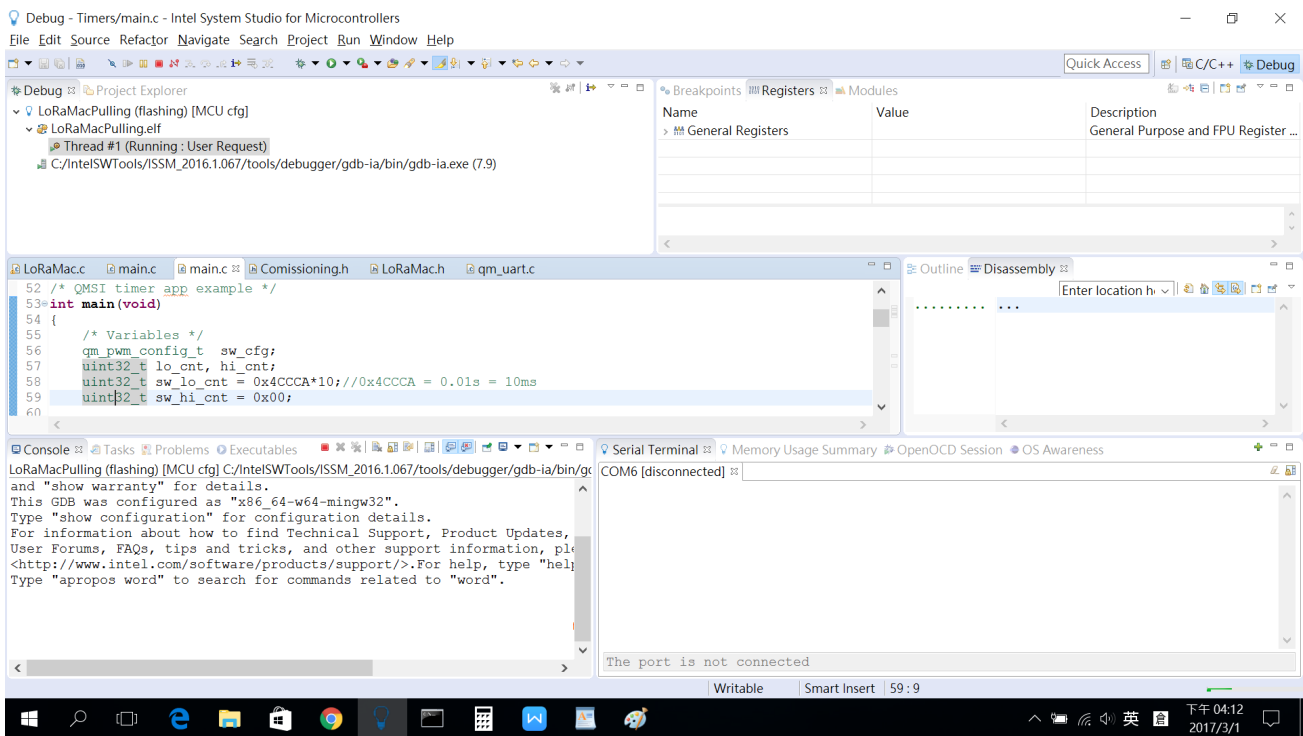 Debug - Timers/main.c - Intel System Studio for Microcontrollers
File Edit Source Refactor Navigate Search Project Run Window Help
Quick Access
C/C++
Debug
Debug
Project Explorer
LoRaMacPulling (flashing) [MCU cfg]
LoRaMacPulling.elf
Thread #1 (Running : User Request)
C:/IntelSWTools/ISSM_2016.1.067/tools/debugger/gdb-ia/bin/gdb-ia.exe (7.9)
Breakpoints
Registers
Modules
Name Value Description
General Registers General Purpose and FPU Register ...
LoRaMac.c
main.c
main.c
Comissioning.h
LoRaMac.h
qm_uart.c
52 /* QMSI timer app example */
53 int main(void)
54 {
55 /* Variables */
56 qm_pwm_config_t sw_cfg;
57 uint32_t lo_cnt, hi_cnt;
58 uint32_t sw_lo_cnt = 0x4CCCA*10;//0x4CCCA = 0.01s = 10ms
59 uint32_t sw_hi_cnt = 0x00;
60
Outline
Disassembly
Enter location h
......... ...
Console
Tasks
Problems
Executables
LoRaMacPulling (flashing) [MCU cfg] C:/IntelSWTools/ISSM_2016.1.067/tools/debugger/gdb-ia/bin/gc
and "show warranty" for details.
This GDB was configured as "x86_64-w64-mingw32".
Type "show configuration" for configuration details.
For information about how to find Technical Support, Product Updates,
User Forums, FAQs, tips and tricks, and other support information, ple
<http://www.intel.com/software/products/support/>.For help, type "help
Type "apropos word" to search for commands related to "word".
Serial Terminal
Memory Usage Summary
OpenOCD Session
OS Awareness
COM6 [disconnected]
The port is not connected
Writable
Smart Insert
59 : 9
英
下午 04:12
2017/3/1